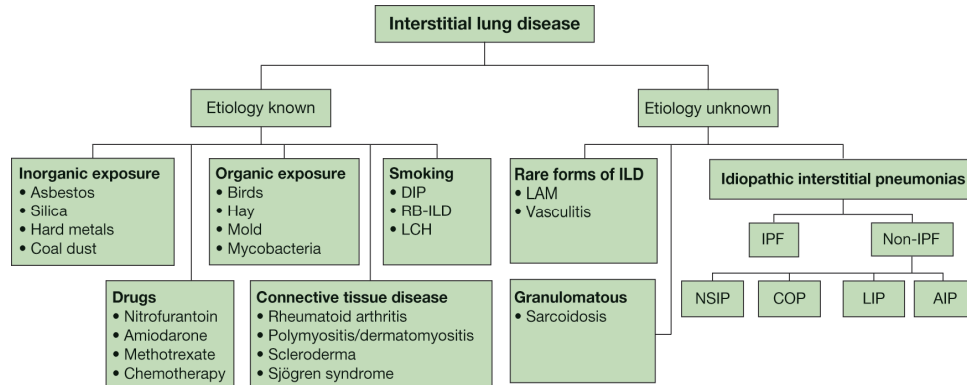 Interstitial lung disease
Etiology known
Etiology unknown
Inorganic exposure
• Asbestos
• Silica
• Hard metals
• Coal dust
Organic exposure
• Birds
• Hay
• Mold
• Mycobacteria
Smoking
• DIP
• RB-ILD
• LCH
Rare forms of ILD
• LAM
• Vasculitis
Idiopathic interstitial pneumonias
IPF
Non-IPF
Drugs
• Nitrofurantoin
• Amiodarone
• Methotrexate
• Chemotherapy
Connective tissue disease
• Rheumatoid arthritis
• Polymyositis/dermatomyositis
• Scleroderma
• Sjögren syndrome
Granulomatous
• Sarcoidosis
NSIP
COP
LIP
AIP